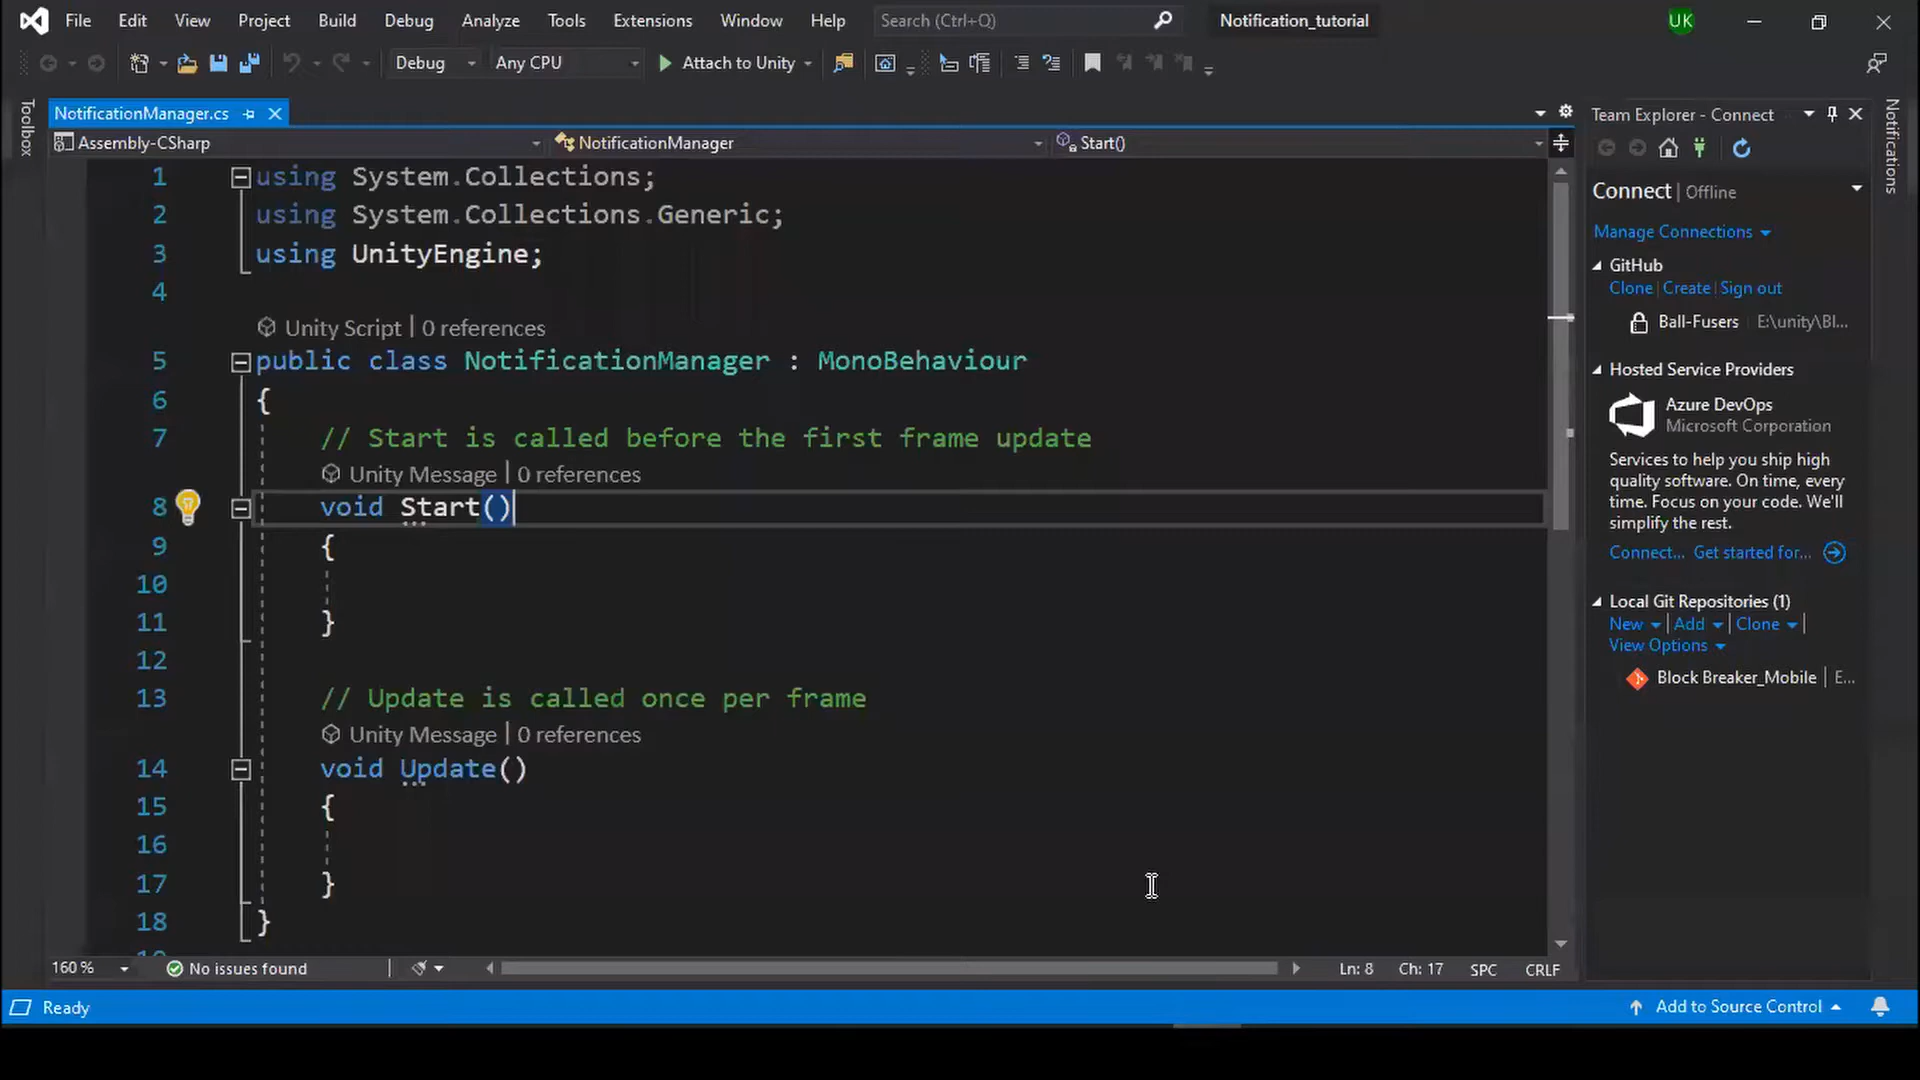 File Edit View Project Build Debug Analyze Tools Extensions Window Help Search (Ctrl+Q) Notification_tutorial UK
Debug Any CPU Attach to Unity
Toolbox
NotificationManager.cs
Assembly-CSharp NotificationManager Start()
1 using System.Collections;
2 using System.Collections.Generic;
3 using UnityEngine;
4
Unity Script | 0 references
5 public class NotificationManager : MonoBehaviour
6 {
7 // Start is called before the first frame update
Unity Message | 0 references
8 void Start()
9 {
10
11 }
12
13 // Update is called once per frame
Unity Message | 0 references
14 void Update()
15 {
16
17 }
18 }
160 % No issues found Ln: 8 Ch: 17 SPC CRLF
Team Explorer - Connect
Connect | Offline
Manage Connections
GitHub
Clone | Create | Sign out
Ball-Fusers E:\unity\Bl...
Hosted Service Providers
Azure DevOps
Microsoft Corporation
Services to help you ship high
quality software. On time, every
time. Focus on your code. We'll
simplify the rest.
Connect... Get started for...
Local Git Repositories (1)
New | Add | Clone |
View Options
Block Breaker_Mobile | E...
Notifications
Ready Add to Source Control